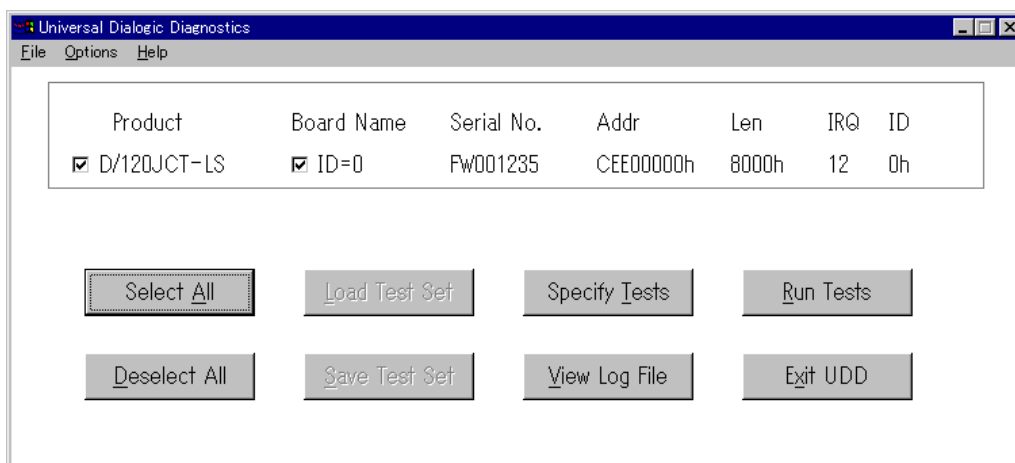 Universal Dialogic Diagnostics
File Options Help
Product Board Name Serial No. Addr Len IRQ ID
D/120JCT-LS ID=0 FW001235 CEE00000h 8000h 12 0h
Select All Load Test Set Specify Tests Run Tests
Deselect All Save Test Set View Log File Exit UDD